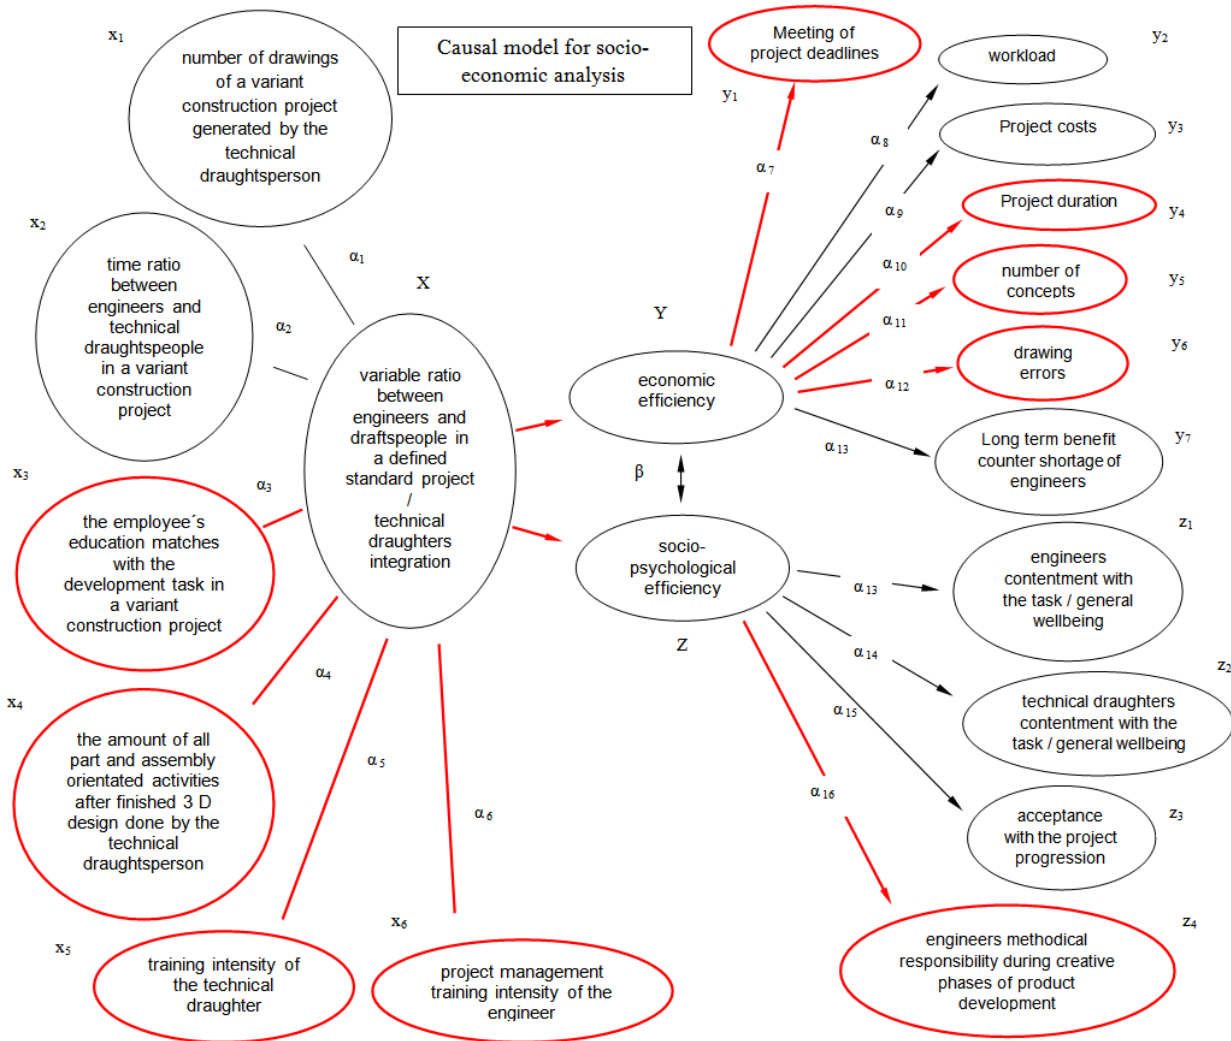 x1
number of drawings
of a variant
construction project
generated by the
technical
draughtsperson
Causal model for socio-
economic analysis
Meeting of
project deadlines
y1
workload
y2
Project costs
y3
Project duration
y4
number of
concepts
y5
drawing
errors
y6
Long term benefit
counter shortage of
engineers
y7
x2
time ratio
between
engineers and
technical
draughtspeople
in a variant
construction
project
α1
α2
X
variable ratio
between
engineers and
draftspeople in
a defined
standard project
/
technical
draughters
integration
Y
economic
efficiency
β
socio-
psychological
efficiency
Z
α7
α8
α9
α10
α11
α12
α13
x3
the employee´s
education matches
with the
development task in
a variant
construction project
α3
x4
the amount of all
part and assembly
orientated activities
after finished 3 D
design done by the
technical
draughtsperson
α4
α5
α6
x5
training intensity of
the technical
draughter
x6
project management
training intensity of the
engineer
α13
α14
α15
α16
z1
engineers
contentment with
the task / general
wellbeing
z2
technical draughters
contentment with the
task / general wellbeing
z3
acceptance
with the project
progression
z4
engineers methodical
responsibility during creative
phases of product
development